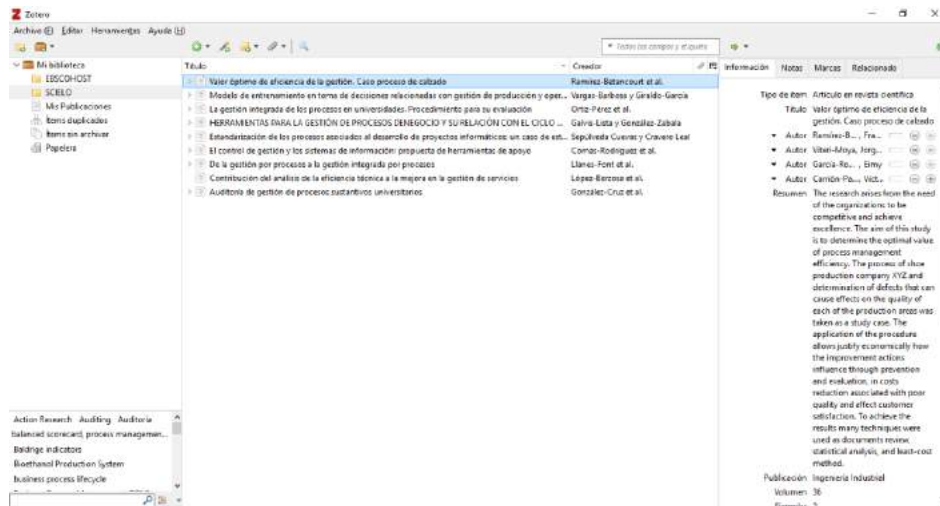 Zotero
Archivo (F) Editar Herramientas Ayuda (H)
Todos los campos y etiquetas
Mi biblioteca
EBSCOHOST
SCIELO
Mis Publicaciones
Ítems duplicados
Ítems sin archivar
Papelera
Título Creador
Valor óptimo de eficiencia de la gestión. Caso proceso de calzado Ramírez-Betancourt et al.
Modelo de entrenamiento en toma de decisiones relacionadas con gestión de producción y oper... Vargas-Barbosa y Giraldo-García
La gestión integrada de los procesos en universidades. Procedimiento para su evaluación Ortiz-Pérez et al.
HERRAMIENTAS PARA LA GESTIÓN DE PROCESOS DENEGOCIO Y SU RELACIÓN CON EL CICLO ... Galvis-Lista y González-Zabala
Estandarización de los procesos asociados al desarrollo de proyectos informáticos: un caso de est... Sepúlveda Cuevas y Cravero Leal
El control de gestión y los sistemas de información: propuesta de herramientas de apoyo Comas-Rodríguez et al.
De la gestión por procesos a la gestión integrada por procesos Llanes-Font et al.
Contribución del análisis de la eficiencia técnica a la mejora en la gestión de servicios López-Berzosa et al.
Auditoría de gestión de procesos sustantivos universitarios González-Cruz et al.
Action Research Auditing Auditoria
balanced scorecard, process managemen...
Baldrige indicators
Bioethanol Production System
business process lifecycle
Información Notas Marcas Relacionado
Tipo de ítem Artículo en revista científica
Título Valor óptimo de eficiencia de la
gestión. Caso proceso de calzado
Autor Ramírez-B..., Fra...
Autor Viteri-Moya, Jorg...
Autor García-Ro..., Eimy
Autor Carrión-Pa..., Vict...
Resumen The research arises from the need
of the organizations to be
competitive and achieve
excellence. The aim of this study
is to determine the optimal value
of process management
efficiency. The process of shoe
production company XYZ and
determination of defects that can
cause effects on the quality of
each of the production areas was
taken as a study case. The
application of the procedure
allows justify economically how
the improvement actions
influence through prevention
and evaluation, in costs
reduction associated with poor
quality and affect customer
satisfaction. To achieve the
results many techniques were
used as documents review,
statistical analysis, and least-cost
method.
Publicación Ingeniería Industrial
Volumen 36